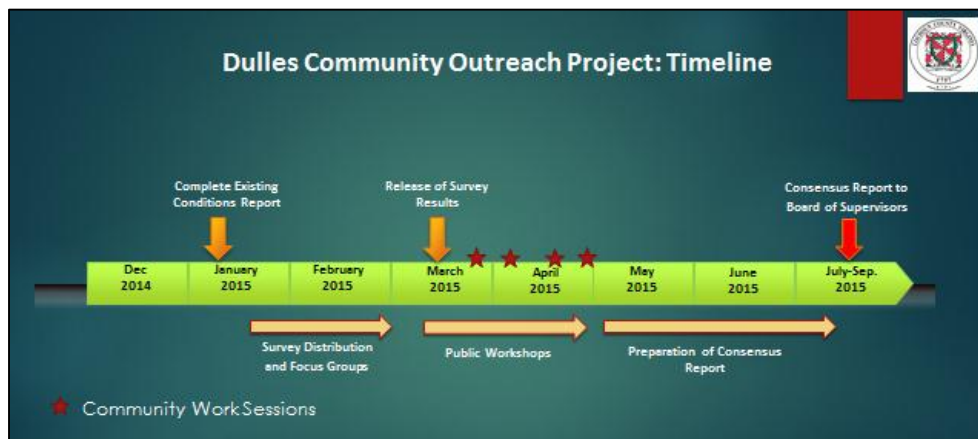 Dulles Community Outreach Project: Timeline
Complete Existing
Conditions Report
Release of Survey
Results
Consensus Report to
Board of Supervisors
Dec
2014
January
2015
February
2015
March
2015
April
2015
May
2015
June
2015
July-Sep.
2015
Survey Distribution
and Focus Groups
Public Workshops
Preparation of Consensus
Report
Community WorkSessions